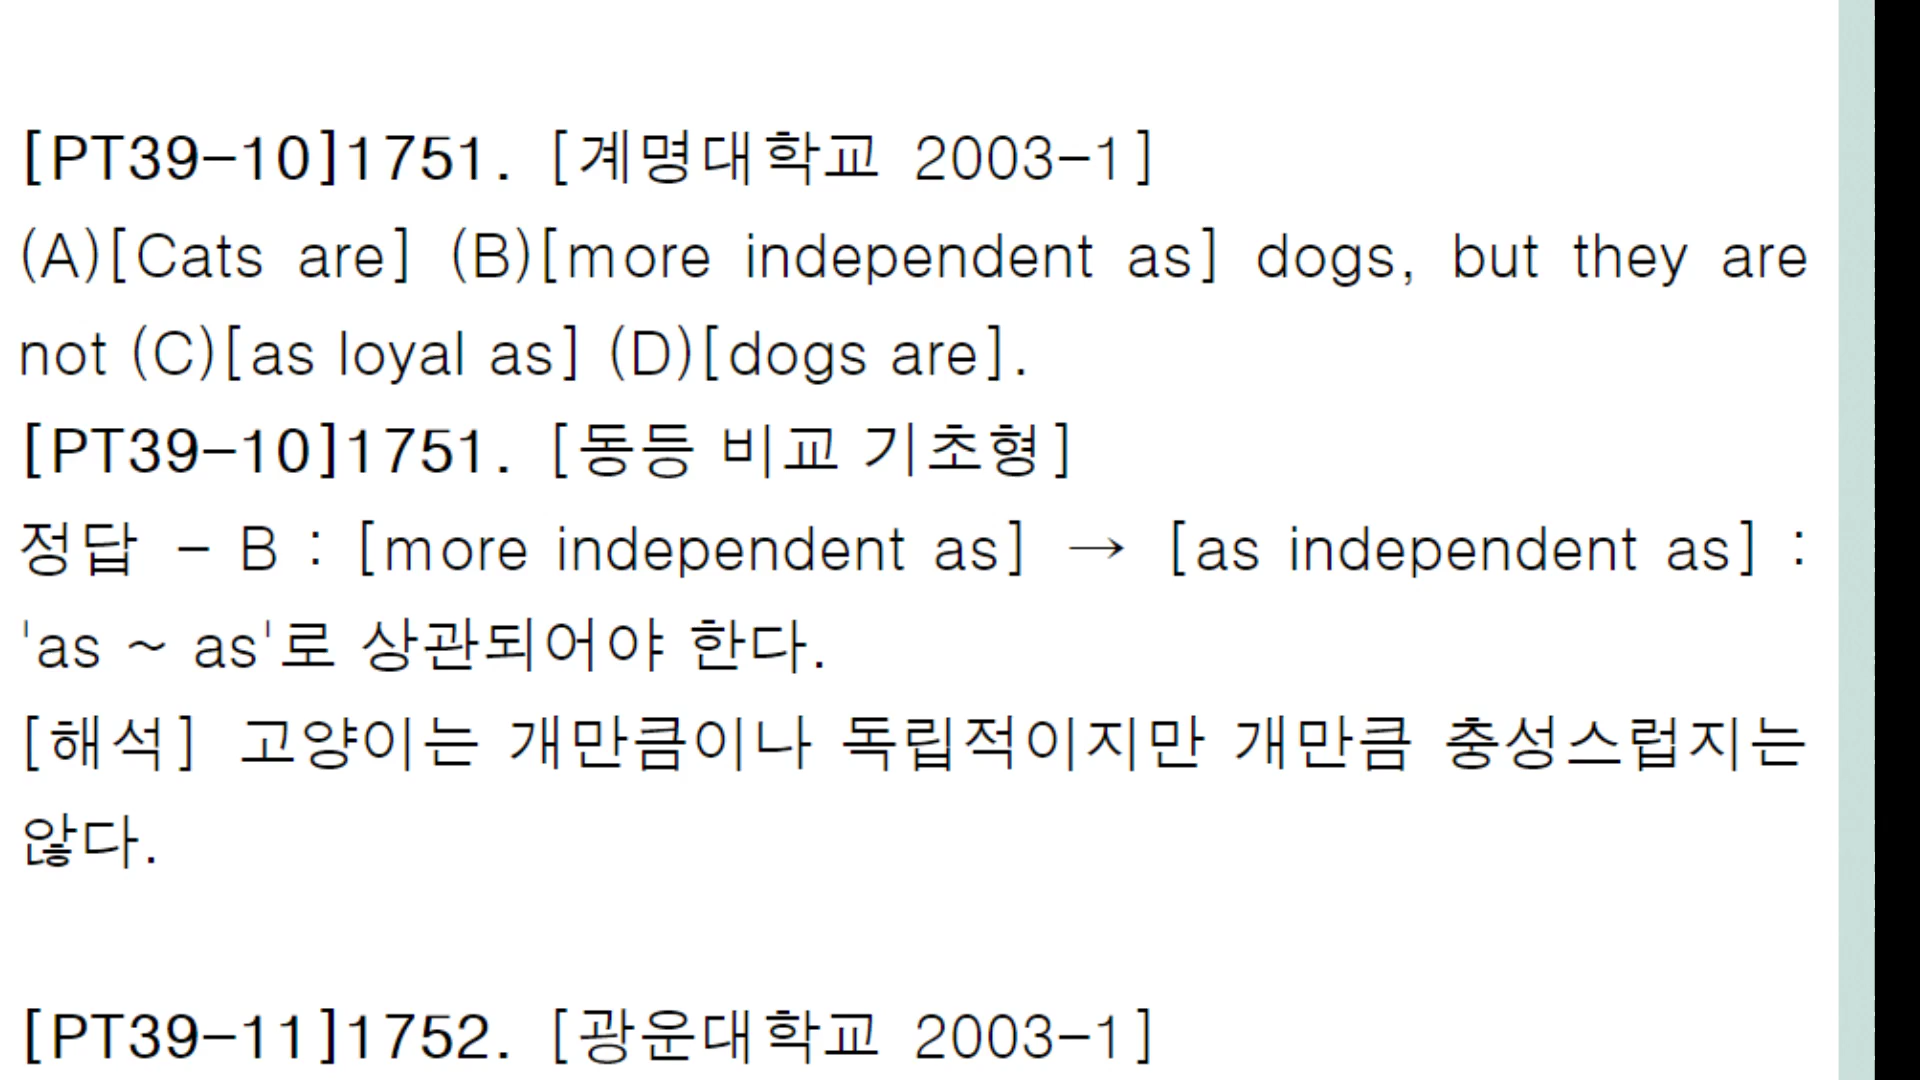 [PT39-10]1751. [계명대학교 2003-1]
(A)[Cats are] (B)[more independent as] dogs, but they are
not (C)[as loyal as] (D)[dogs are].
[PT39-10]1751. [동등 비교 기초형]
정답 - B : [more independent as] → [as independent as] :
'as ~ as'로 상관되어야 한다.
[해석] 고양이는 개만큼이나 독립적이지만 개만큼 충성스럽지는
않다.
[PT39-11]1752. [광운대학교 2003-1]